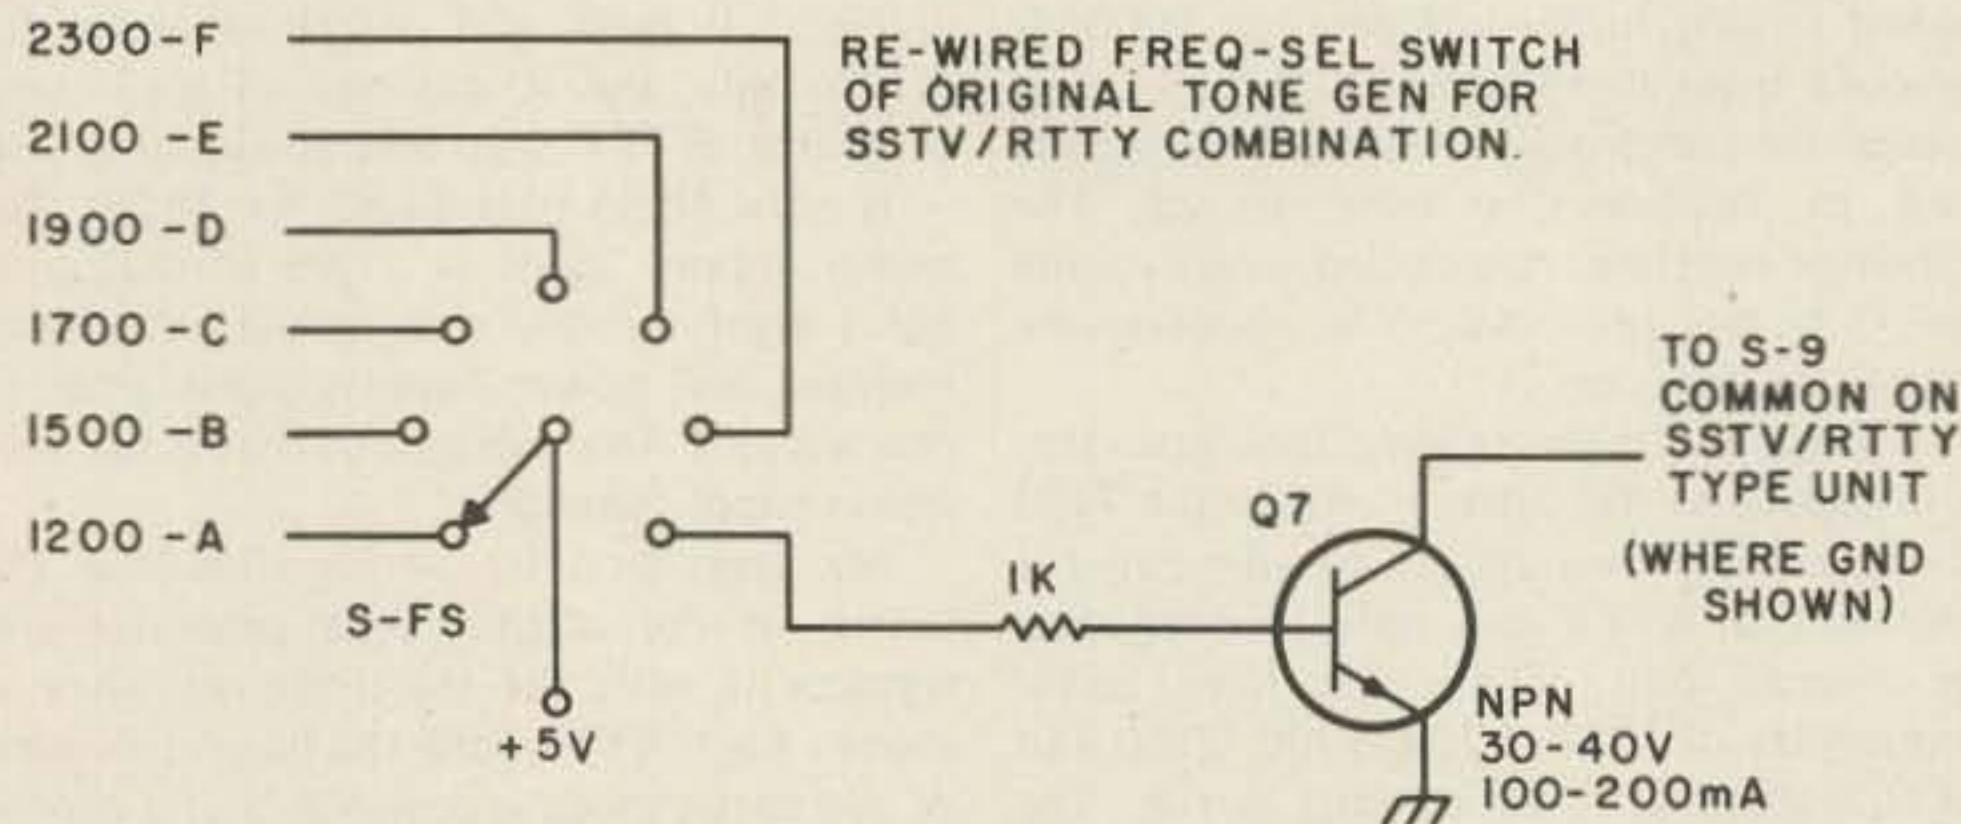 2300-F
2100 -E
1900 -D
1700 -C
1500 -B
1200 -A
RE-WIRED FREQ-SEL SWITCH
OF ORIGINAL TONE GEN FOR
SSTV/RTTY COMBINATION.
S-FS
+5V
1K
Q7
TO S-9
COMMON ON
SSTV/RTTY
TYPE UNIT
(WHERE GND
SHOWN)
NPN
30-40V
100-200mA